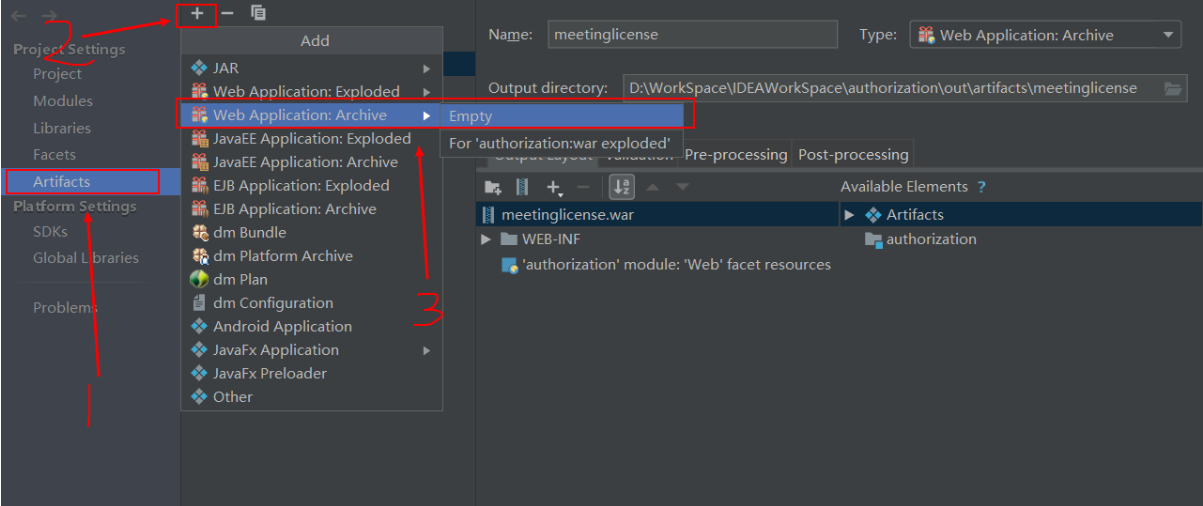 2
Project Settings
Project
Modules
Libraries
Facets
Artifacts
Platform Settings
SDKs
Global Libraries
Problems
1
Add
JAR
Web Application: Exploded
Web Application: Archive
JavaEE Application: Exploded
JavaEE Application: Archive
EJB Application: Exploded
EJB Application: Archive
dm Bundle
dm Platform Archive
dm Plan
dm Configuration
Android Application
JavaFx Application
JavaFx Preloader
Other
3
Empty
For 'authorization:war exploded'
Name: meetinglicense Type: Web Application: Archive
Output directory: D:\WorkSpace\IDEAWorkSpace\authorization\out\artifacts\meetinglicense
Output Layout Validation Pre-processing Post-processing
Available Elements ?
meetinglicense.war
WEB-INF
'authorization' module: 'Web' facet resources
Artifacts
authorization